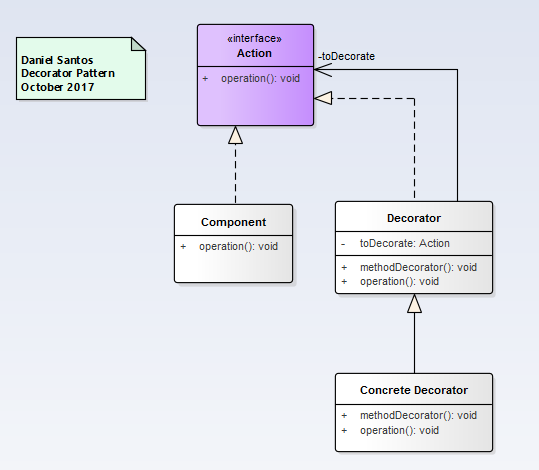 Daniel Santos
Decorator Pattern
October 2017
«interface»
Action
+ operation(): void
-toDecorate
Component
+ operation(): void
Decorator
- toDecorate: Action
+ methodDecorator(): void
+ operation(): void
Concrete Decorator
+ methodDecorator(): void
+ operation(): void